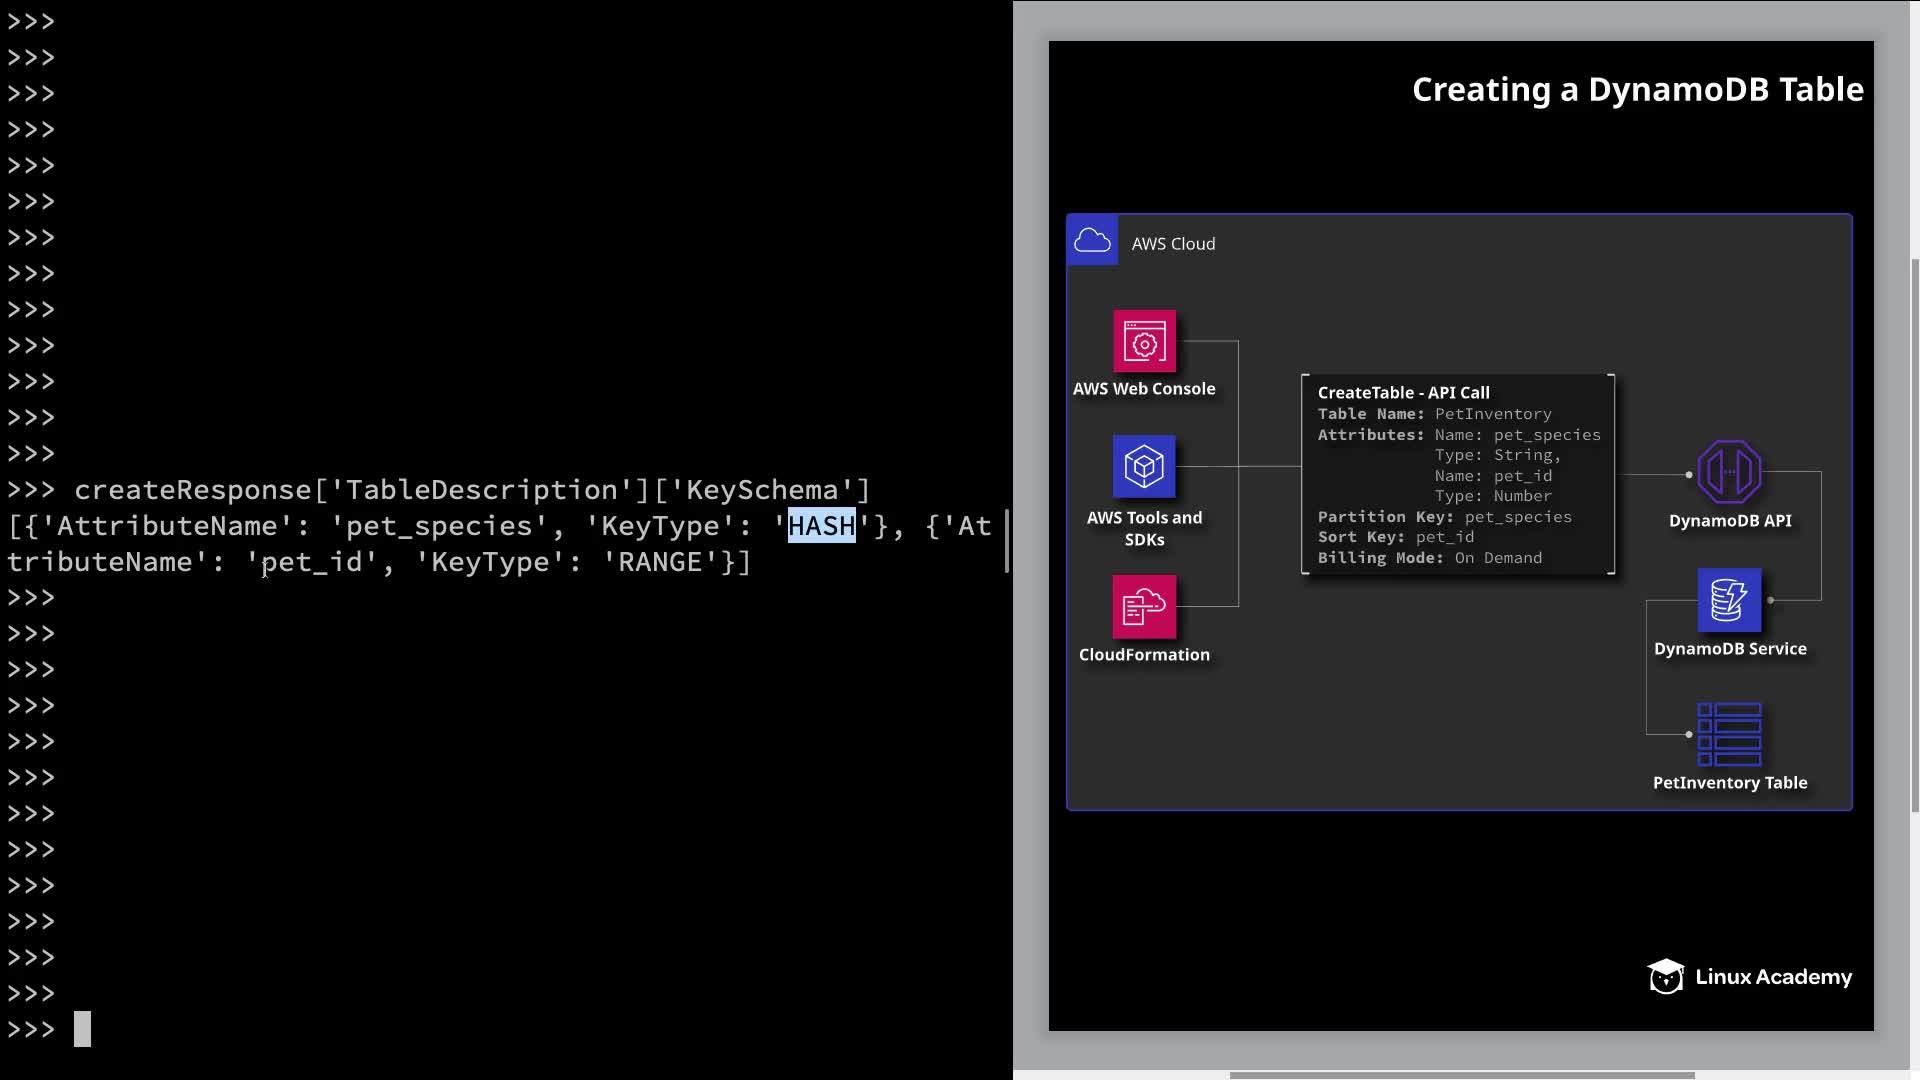 >>>
>>>
>>>
>>>
>>>
>>>
>>>
>>>
>>>
>>>
>>>
>>>
>>>
>>> createResponse['TableDescription']['KeySchema']
[{'AttributeName': 'pet_species', 'KeyType': 'HASH'}, {'At
tributeName': 'pet_id', 'KeyType': 'RANGE'}]
>>>
>>>
>>>
>>>
>>>
>>>
>>>
>>>
>>>
>>>
>>>
>>>
>>>
Creating a DynamoDB Table
AWS Cloud
AWS Web Console
AWS Tools and
SDKs
CloudFormation
CreateTable - API Call
Table Name: PetInventory
Attributes: Name: pet_species
Type: String,
Name: pet_id
Type: Number
Partition Key: pet_species
Sort Key: pet_id
Billing Mode: On Demand
DynamoDB API
DynamoDB Service
PetInventory Table
Linux Academy